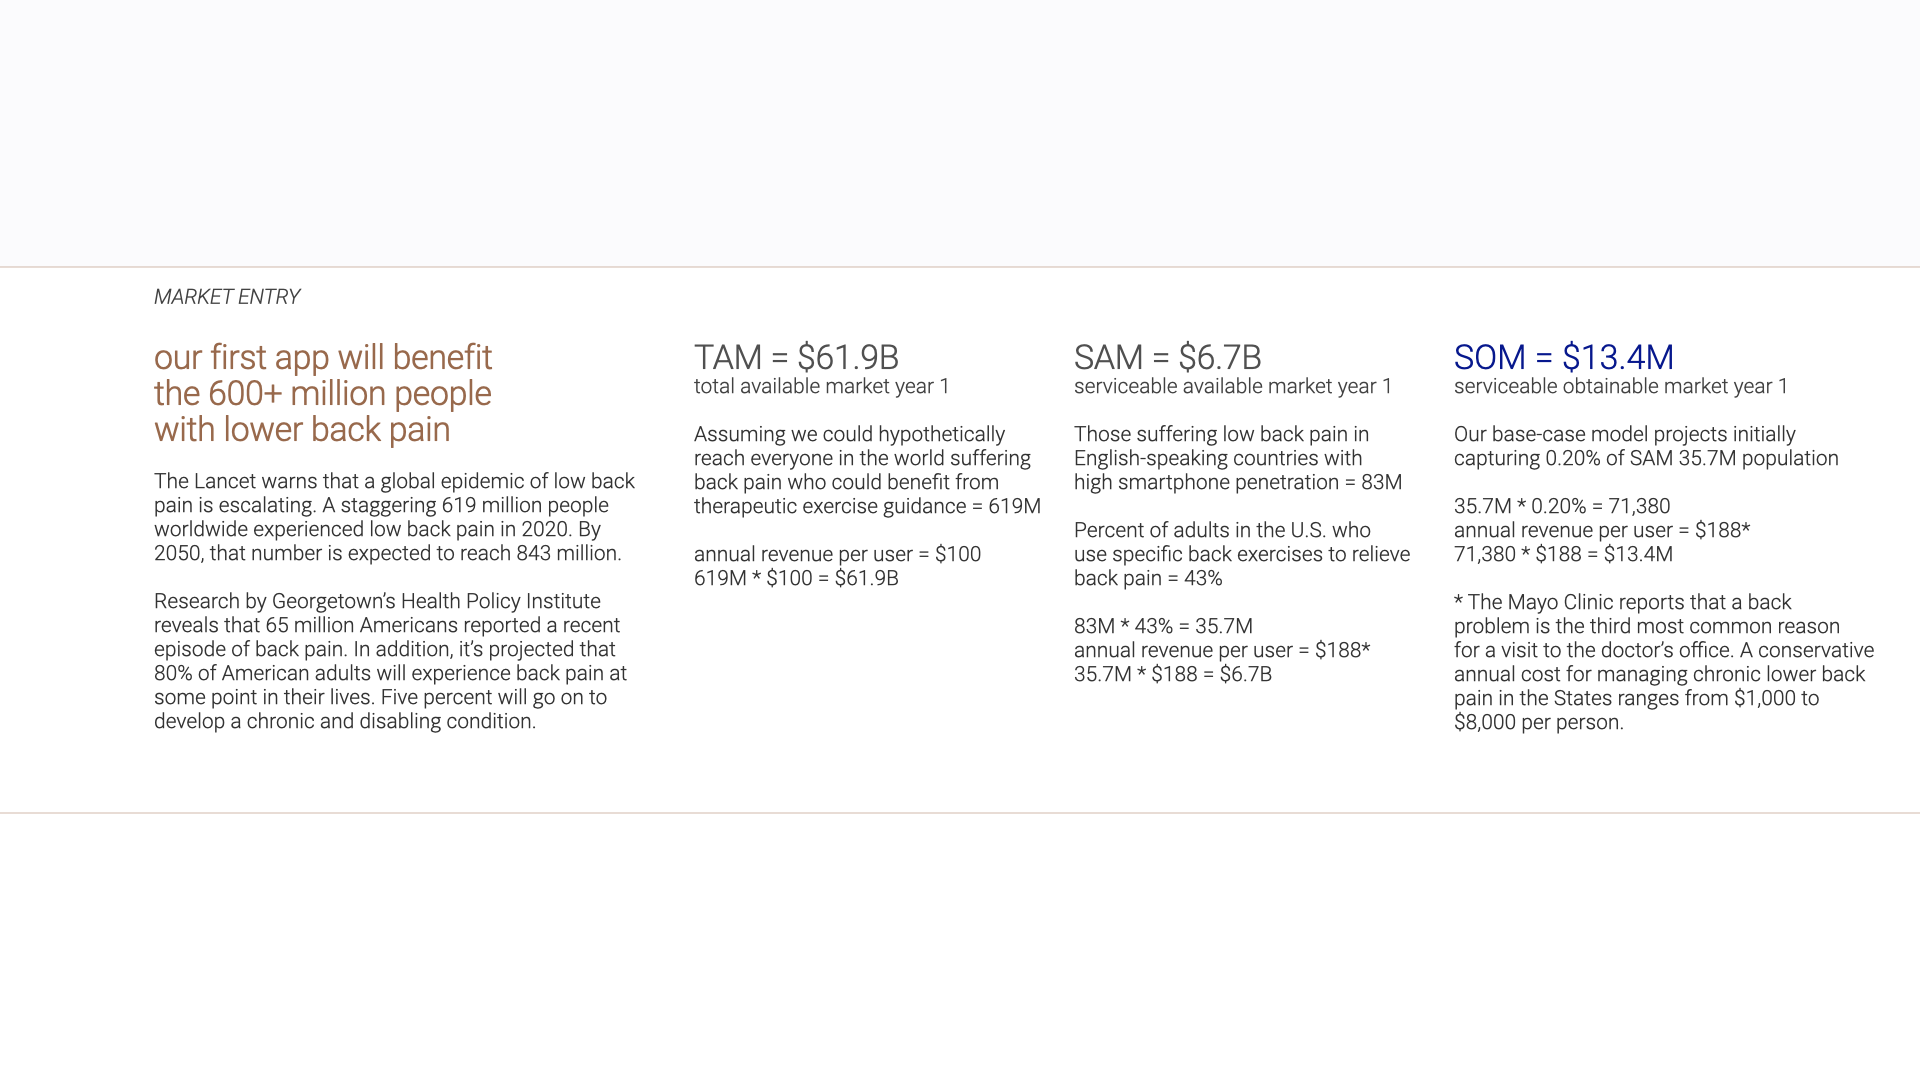 MARKET ENTRY
our first app will benefit
the 600+ million people
with lower back pain
The Lancet warns that a global epidemic of low back
pain is escalating. A staggering 619 million people
worldwide experienced low back pain in 2020. By
2050, that number is expected to reach 843 million.
Research by Georgetown's Health Policy Institute
reveals that 65 million Americans reported a recent
episode of back pain. In addition, it's projected that
80% of American adults will experience back pain at
some point in their lives. Five percent will go on to
develop a chronic and disabling condition.
TAM = $61.9B
total available market year 1
Assuming we could hypothetically
reach everyone in the world suffering
back pain who could benefit from
therapeutic exercise guidance = 619M
annual revenue per user = $100
619M * $100 = $61.9B
SAM = $6.7B
serviceable available market year 1
Those suffering low back pain in
English-speaking countries with
high smartphone penetration = 83M
Percent of adults in the U.S. who
use specific back exercises to relieve
back pain = 43%
83M * 43% = 35.7M
annual revenue per user = $188*
35.7M * $188 = $6.7B
SOM = $13.4M
serviceable obtainable market year 1
Our base-case model projects initially
capturing 0.20% of SAM 35.7M population
35.7M * 0.20% = 71,380
annual revenue per user = $188*
71,380 * $188 = $13.4M
* The Mayo Clinic reports that a back
problem is the third most common reason
for a visit to the doctor's office. A conservative
annual cost for managing chronic lower back
pain in the States ranges from $1,000 to
$8,000 per person.